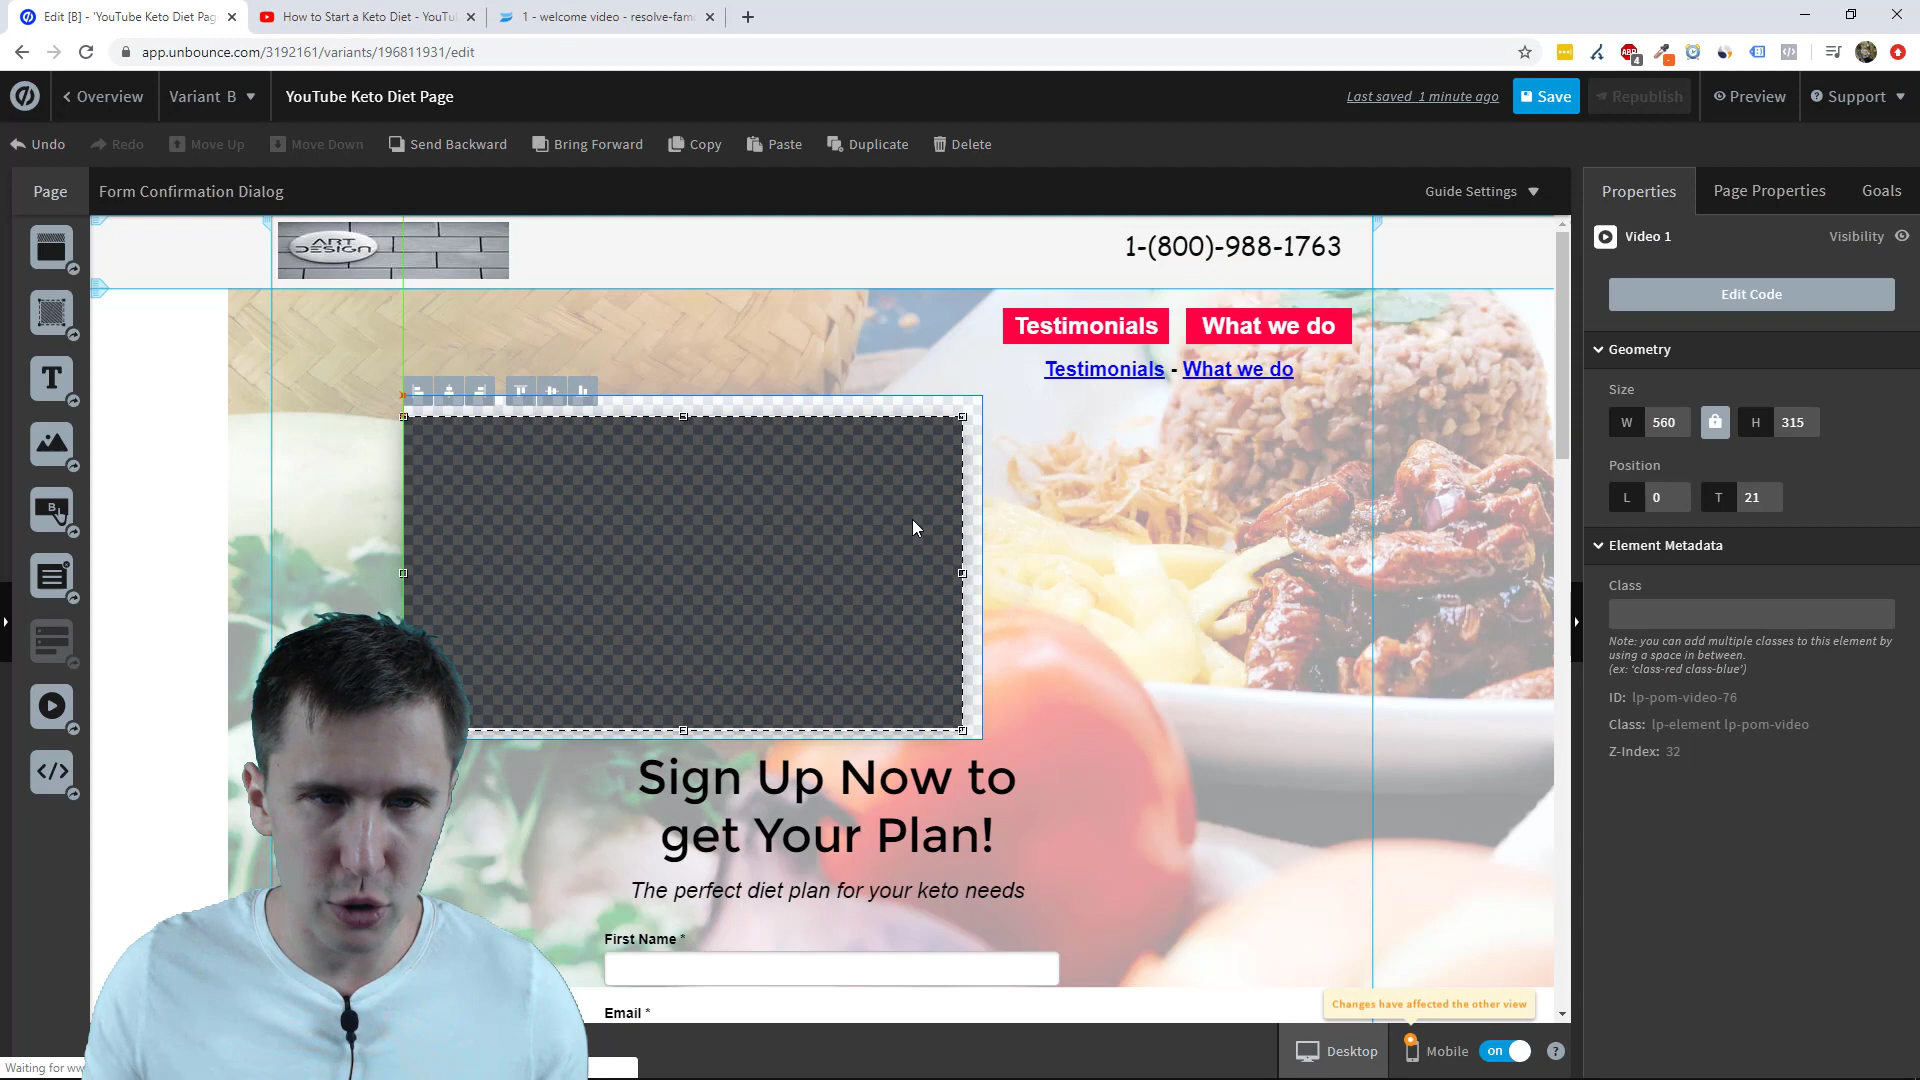 Edit [B] - 'YouTube Keto Diet Pag
How to Start a Keto Diet - YouTu
1 - welcome video - resolve-fam
app.unbounce.com/3192161/variants/196811931/edit
ABP
4
Overview
Variant B
YouTube Keto Diet Page
Last saved 1 minute ago
Save
Republish
Preview
Support
Undo
Redo
Move Up
Move Down
Send Backward
Bring Forward
Copy
Paste
Duplicate
Delete
Page
Form Confirmation Dialog
Guide Settings
Properties
Page Properties
Goals
ART
DESIGN
1-(800)-988-1763
Video 1
Visibility
Edit Code
Testimonials
What we do
Testimonials - What we do
Geometry
Size
W 560
H 315
Position
L 0
T 21
Element Metadata
Class
Note: you can add multiple classes to this element by
using a space in between.
(ex: 'class-red class-blue')
ID: lp-pom-video-76
Class: lp-element lp-pom-video
Z-Index: 32
T
B
Sign Up Now to
get Your Plan!
The perfect diet plan for your keto needs
First Name *
Email *
Changes have affected the other view
Desktop
Mobile
on
?
Waiting for